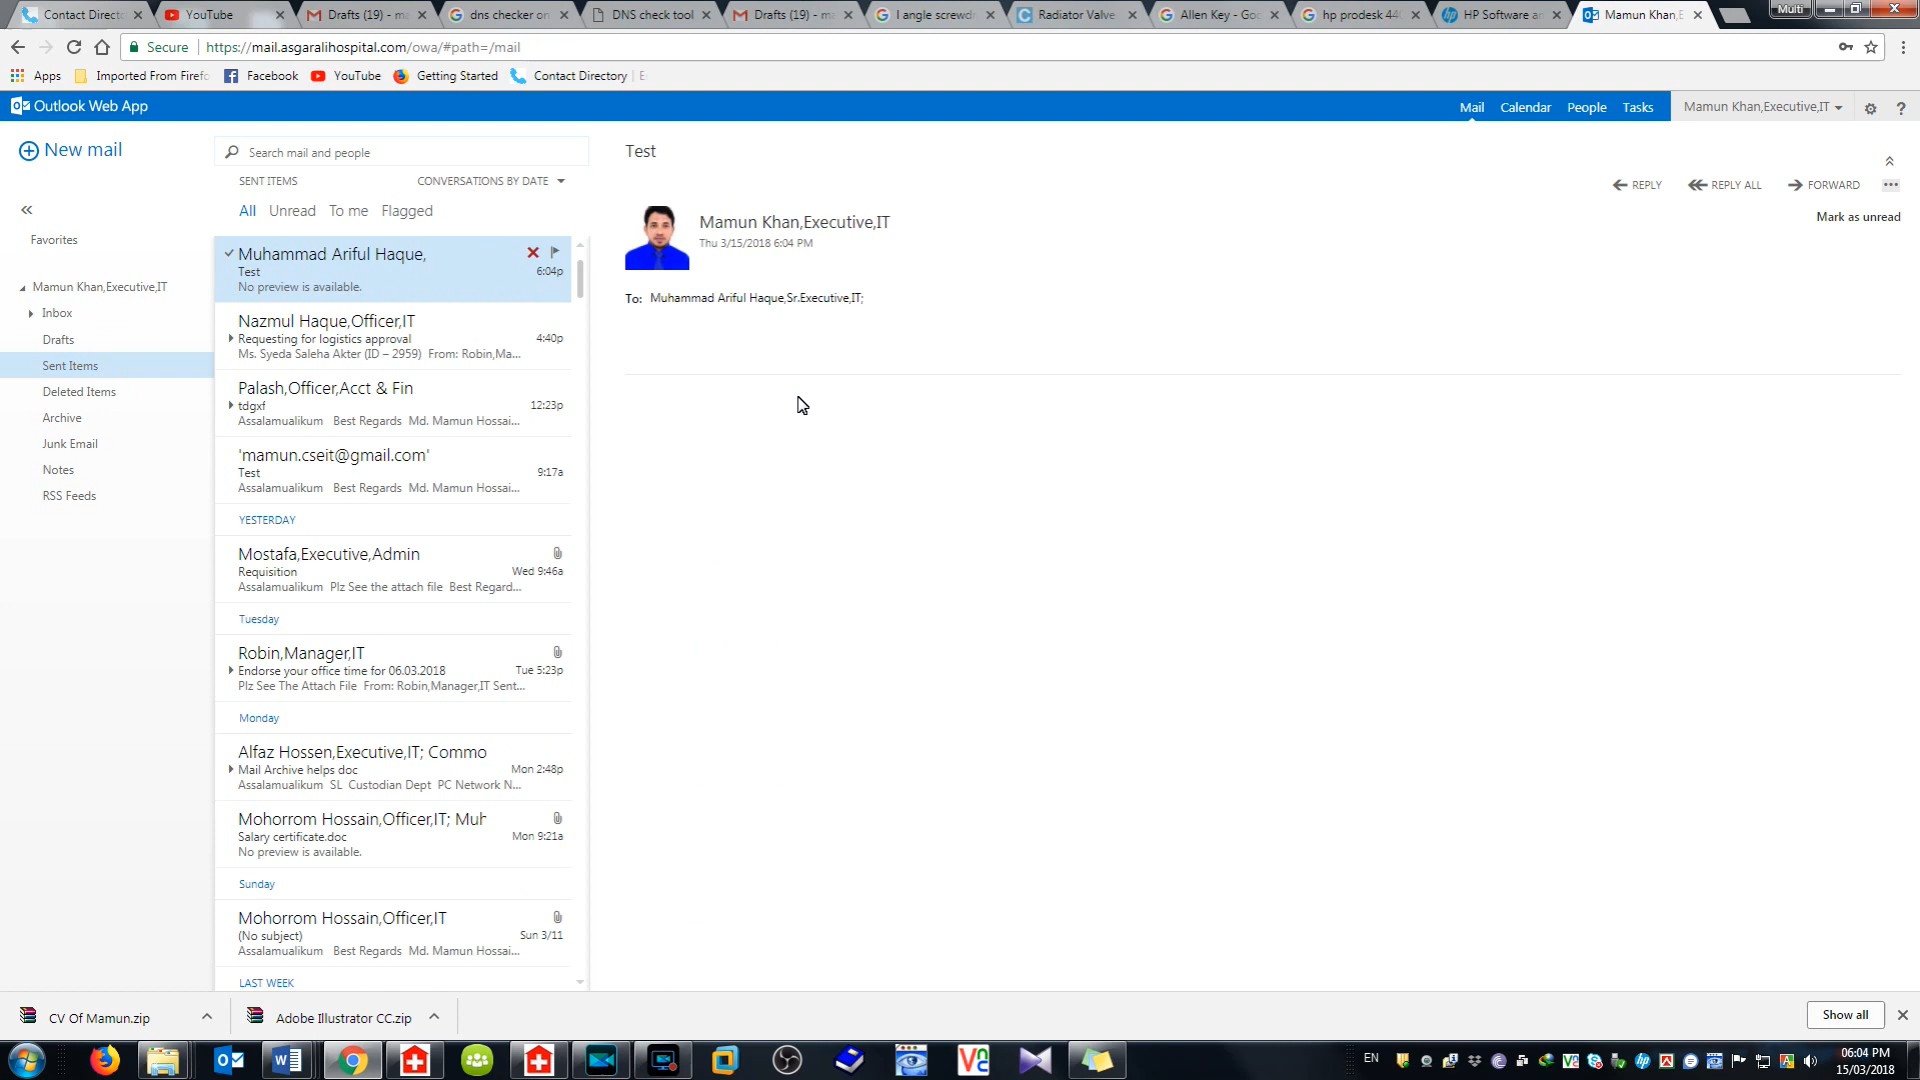 Contact Directo
YouTube
Drafts (19) - ma
dns checker on
DNS check tool
Drafts (19) - ma
l angle screwdr
Radiator Valve
Allen Key - Goo
hp prodesk 440
HP Software an
Mamun Khan,E
Multi
Secure
https://mail.asgaralihospital.com/owa/#path=/mail
Apps
Imported From Firefo
Facebook
YouTube
Getting Started
Contact Directory
Outlook Web App
Mail
Calendar
People
Tasks
Mamun Khan,Executive,IT
?
New mail
Search mail and people
SENT ITEMS
CONVERSATIONS BY DATE
All
Unread
To me
Flagged
Favorites
Mamun Khan,Executive,IT
Inbox
Drafts
Sent Items
Deleted Items
Archive
Junk Email
Notes
RSS Feeds
Muhammad Ariful Haque,
Test
6:04p
No preview is available.
Nazmul Haque,Officer,IT
Requesting for logistics approval
4:40p
Ms. Syeda Saleha Akter (ID – 2959) From: Robin,Ma...
Palash,Officer,Acct & Fin
tdgxf
12:23p
Assalamualikum Best Regards Md. Mamun Hossai...
'mamun.cseit@gmail.com'
Test
9:17a
Assalamualikum Best Regards Md. Mamun Hossai...
YESTERDAY
Mostafa,Executive,Admin
Requisition
Wed 9:46a
Assalamualikum Plz See the attach file Best Regard...
Tuesday
Robin,Manager,IT
Endorse your office time for 06.03.2018
Tue 5:23p
Plz See The Attach File From: Robin,Manager,IT Sent...
Monday
Alfaz Hossen,Executive,IT; Commo
Mail Archive helps doc
Mon 2:48p
Assalamualikum SL Custodian Dept PC Network N...
Mohorrom Hossain,Officer,IT; Muh
Salary certificate.doc
Mon 9:21a
No preview is available.
Sunday
Mohorrom Hossain,Officer,IT
(No subject)
Sun 3/11
Assalamualikum Best Regards Md. Mamun Hossai...
LAST WEEK
Test
REPLY
REPLY ALL
FORWARD
Mark as unread
Mamun Khan,Executive,IT
Thu 3/15/2018 6:04 PM
To: Muhammad Ariful Haque,Sr.Executive,IT;
CV Of Mamun.zip
Adobe Illustrator CC.zip
Show all
EN
06:04 PM
15/03/2018